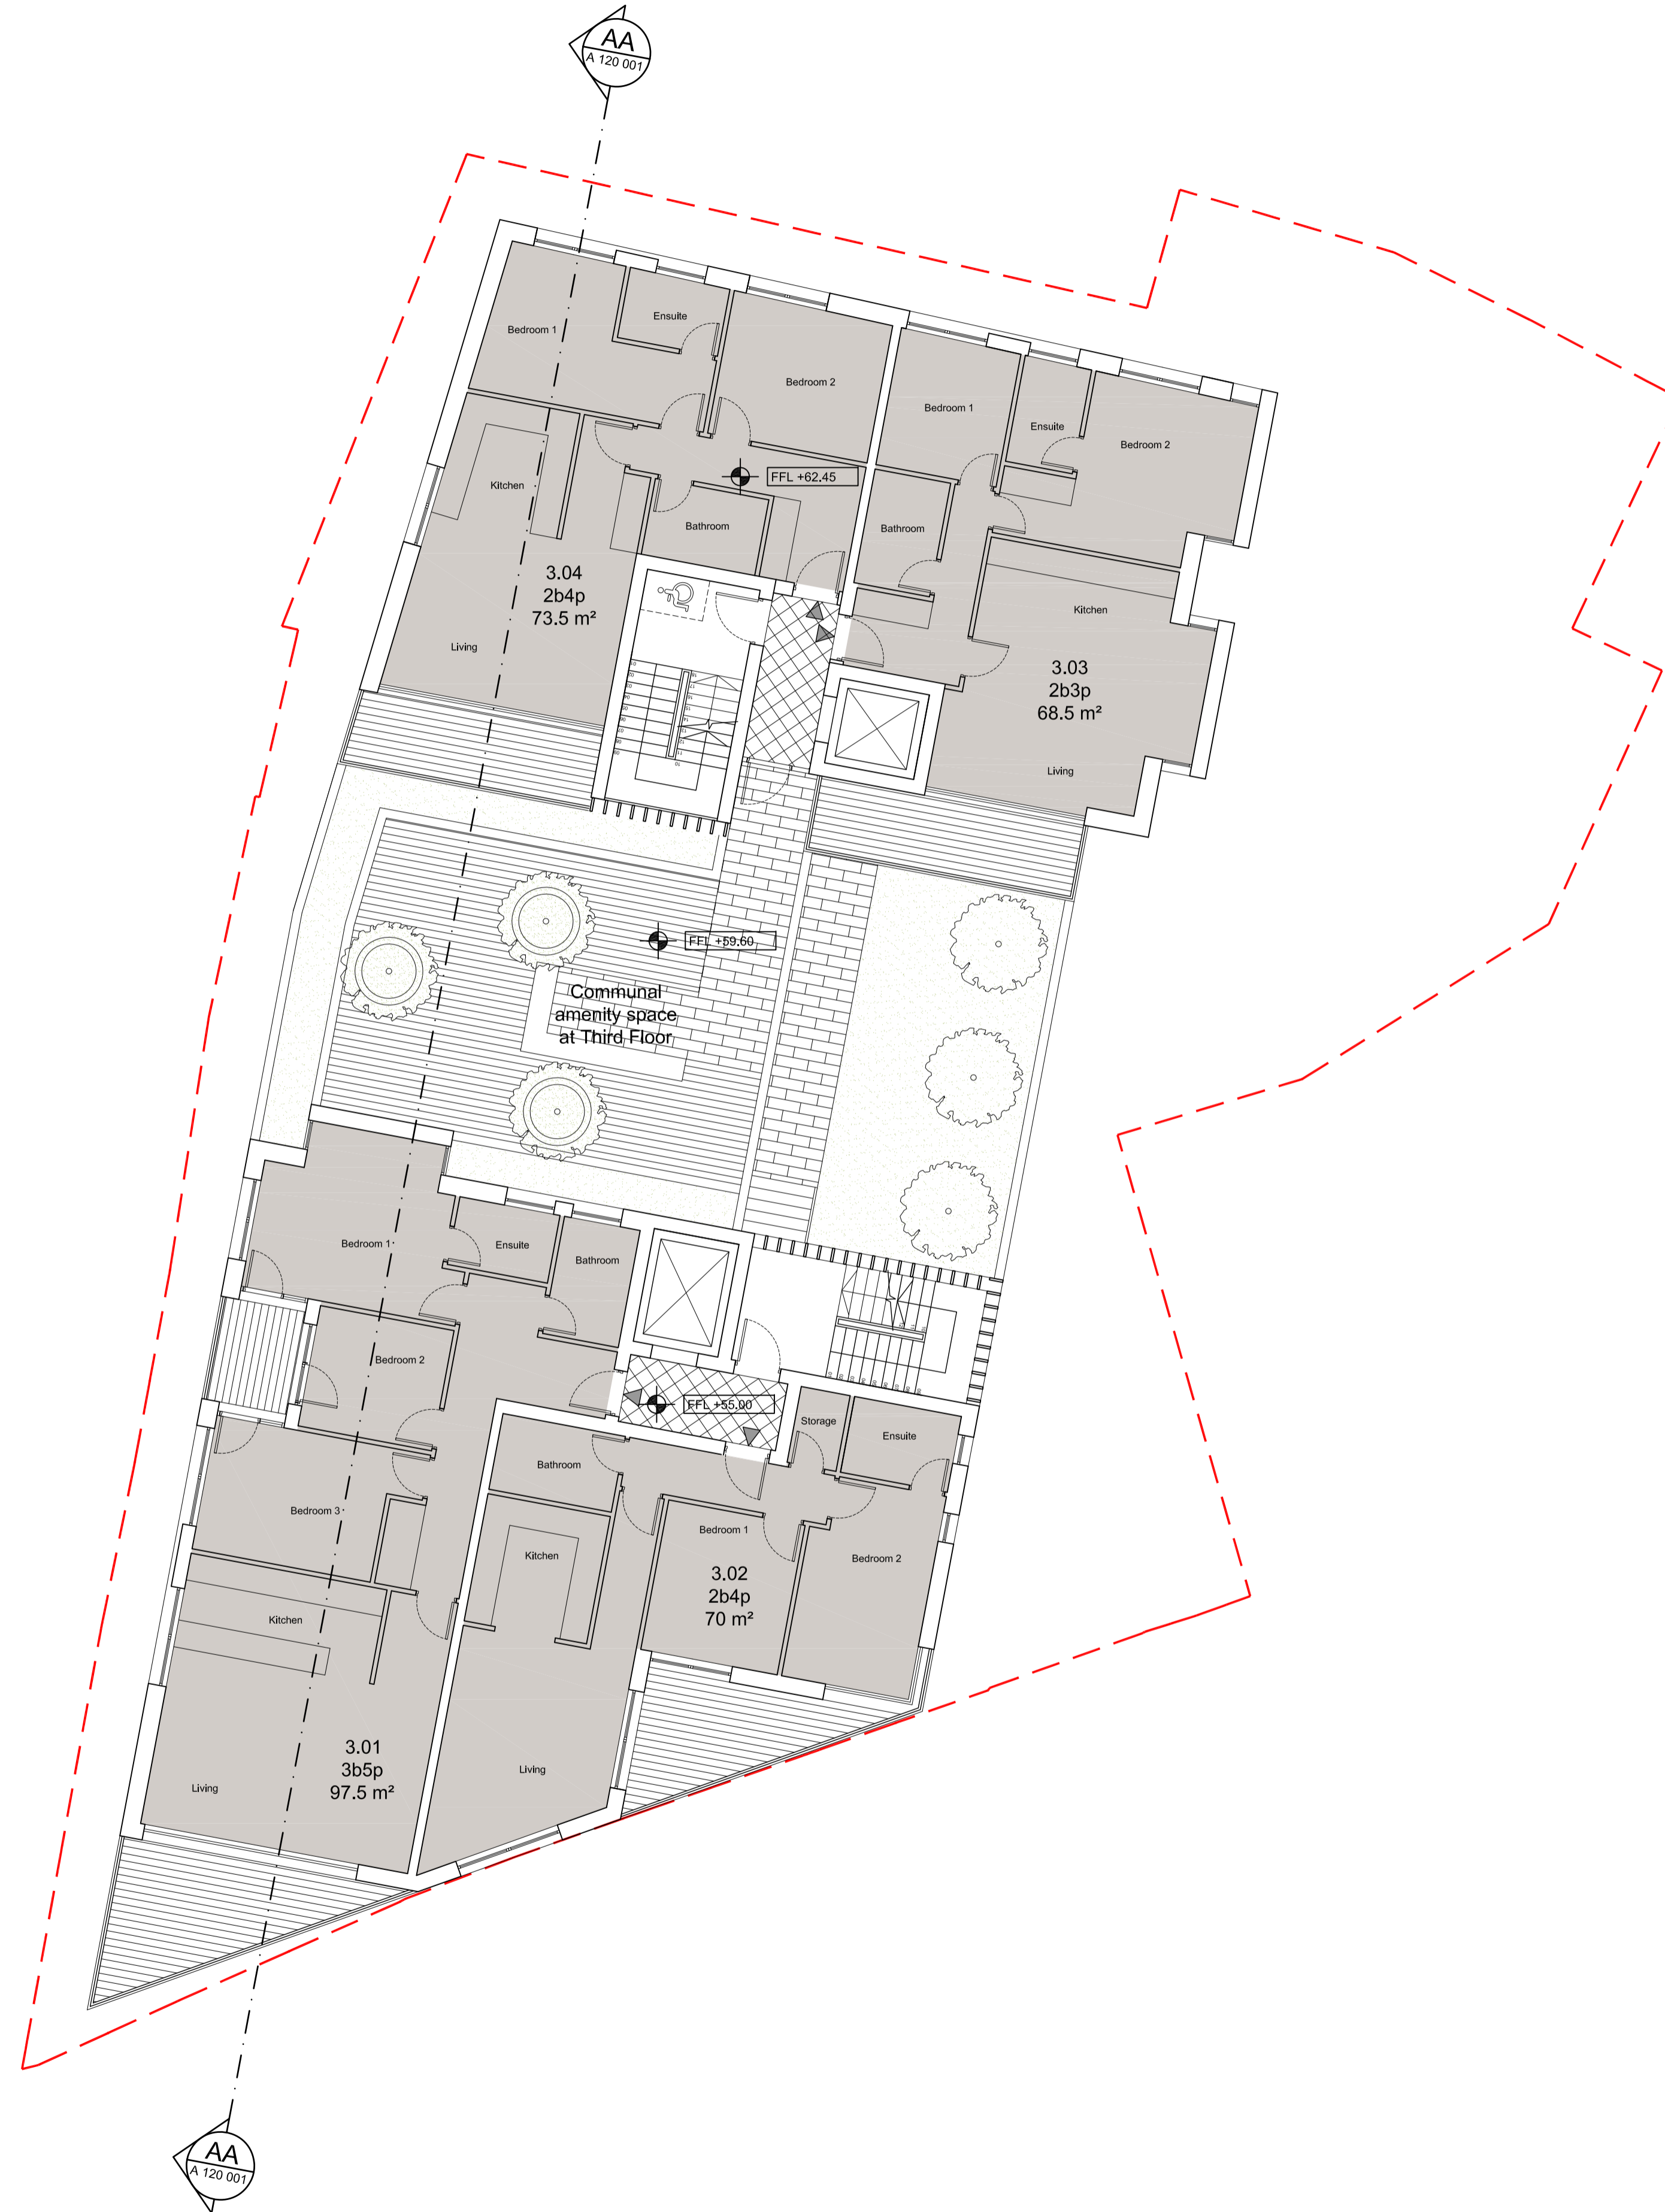 AA
A 120 001
Bedroom 1
Ensuite
Bedroom 2
Bedroom 1
Ensuite
Bedroom 2
FFL +62.45
Kitchen
Bathroom
Bathroom
3.04
2b4p
73.5 m²
Living
Kitchen
3.03
2b3p
68.5 m²
Living
FFL +59.60
Communal
amenity space
at Third Floor
Bedroom 1
Ensuite
Bathroom
Bedroom 2
FFL +55.00
Storage
Ensuite
Bathroom
Bedroom 3
Bedroom 1
Kitchen
Bedroom 2
3.02
2b4p
70 m²
Kitchen
3.01
3b5p
97.5 m²
Living
Living
AA
A 120 001